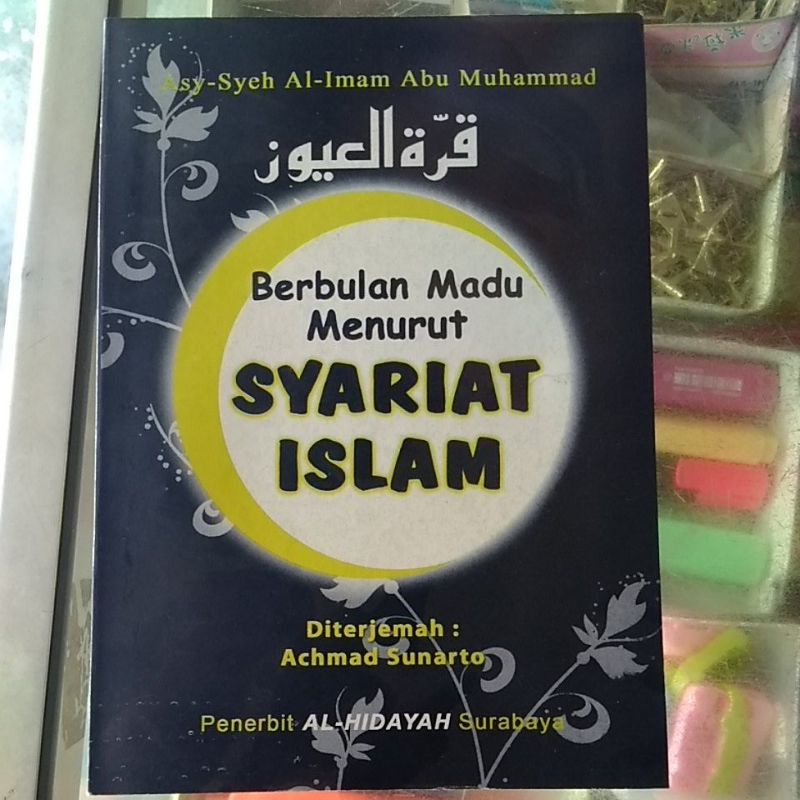 Asy-Syeh Al-Imam Abu Muhammad
قرّة العيون
Berbulan Madu
Menurut
SYARIAT
ISLAM
Diterjemah :
Achmad Sunarto
Penerbit AL-HIDAYAH Surabaya